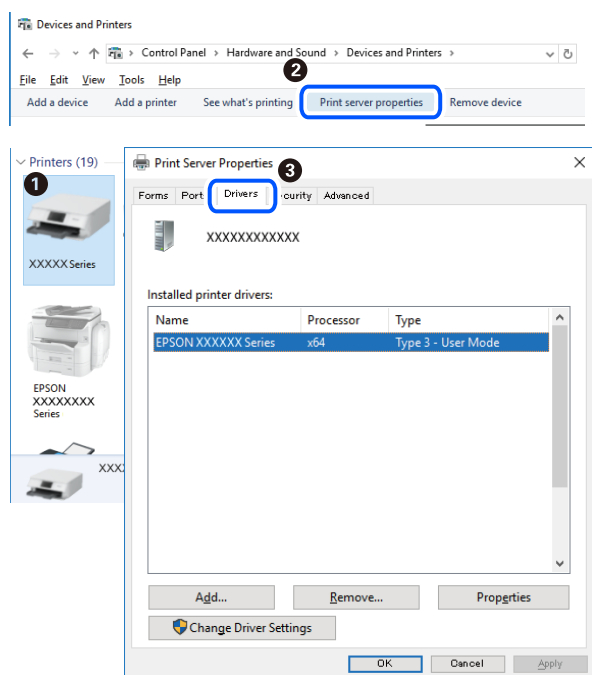 Devices and Printers
Control Panel > Hardware and Sound > Devices and Printers >
2
File Edit View Tools Help
Add a device Add a printer See what's printing Print server properties Remove device
Printers (19)
1
XXXXX Series
EPSON
XXXXXXXX
Series
XXX
Print Server Properties
3
Forms Port Drivers curity Advanced
XXXXXXXXXXXX
Installed printer drivers:
Name Processor Type
EPSON XXXXXX Series x64 Type 3 - User Mode
Add... Remove... Properties
Change Driver Settings
OK Cancel Apply